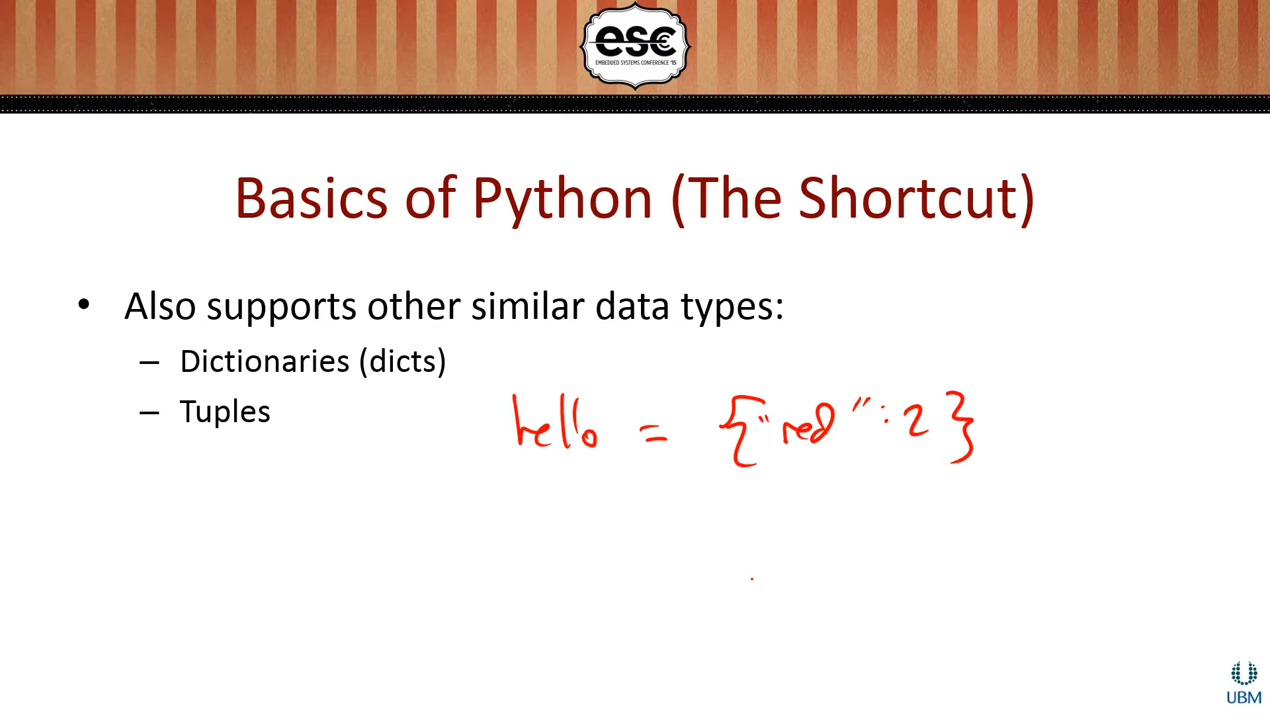 esc
EMBEDDED SYSTEMS CONFERENCE '15
Basics of Python (The Shortcut)
• Also supports other similar data types:
– Dictionaries (dicts)
– Tuples
hello = {"red":2}
UBM